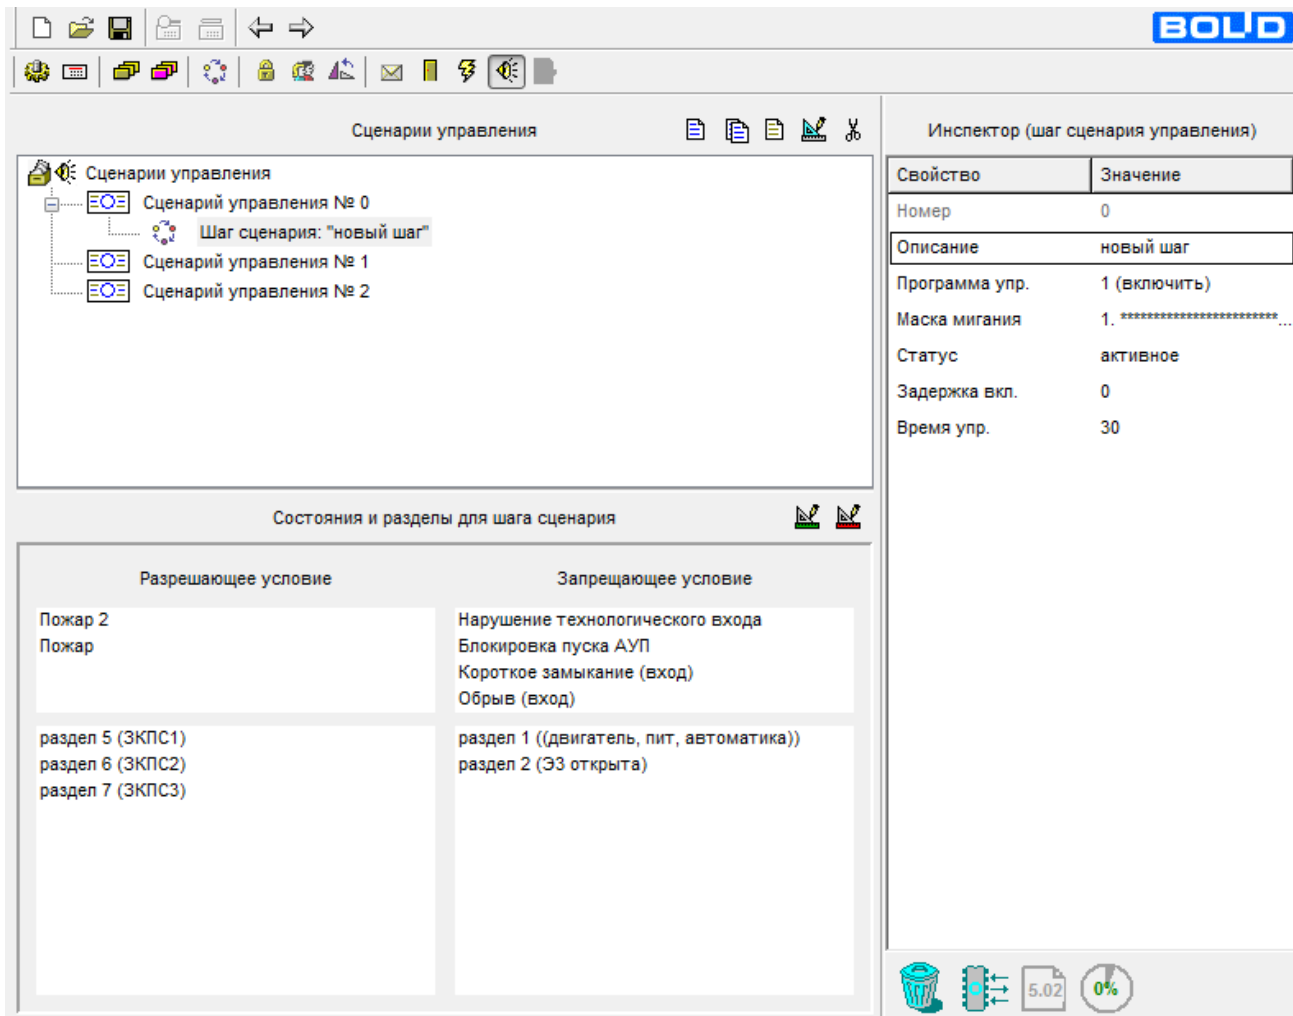 BOLID
Сценарии управления
Сценарии управления
Сценарий управления № 0
Шаг сценария: "новый шаг"
Сценарий управления № 1
Сценарий управления № 2
Состояния и разделы для шага сценария
Разрешающее условие
Запрещающее условие
Пожар 2
Пожар
Нарушение технологического входа
Блокировка пуска АУП
Короткое замыкание (вход)
Обрыв (вход)
раздел 5 (ЗКПС1)
раздел 6 (ЗКПС2)
раздел 7 (ЗКПС3)
раздел 1 ((двигатель, пит, автоматика))
раздел 2 (ЭЗ открыта)
Инспектор (шаг сценария управления)
Свойство Значение
Номер 0
Описание новый шаг
Программа упр. 1 (включить)
Маска мигания 1. ************************...
Статус активное
Задержка вкл. 0
Время упр. 30
5.02
0%